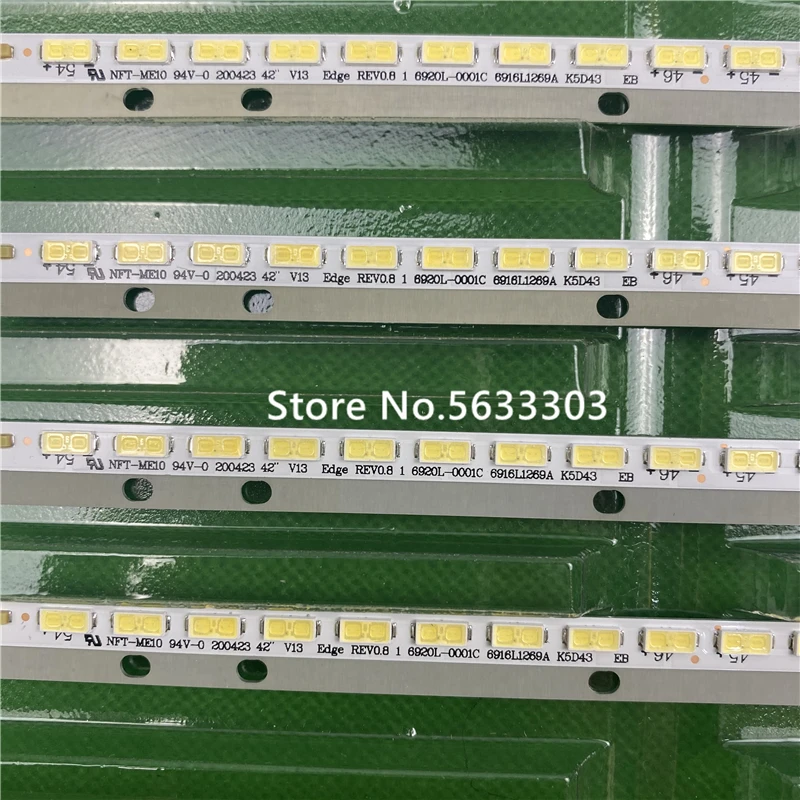 NFT-ME10 94V-0 200423 42" V13 Edge REV0.8 1 6920L-0001C 6916L1269A K5D43 EB
54+ - 46+ - 45+ -
NFT-ME10 94V-0 200423 42" V13 Edge REV0.8 1 6920L-0001C 6916L1269A K5D43 EB
54+ 46+ 45+
Store No.5633303
NFT-ME10 94V-0 200423 42" V13 Edge REV0.8 1 6920L-0001C 6916L1269A K5D43 EB
54+ 46+ 45+
NFT-ME10 94V-0 200423 42" V13 Edge REV0.8 1 6920L-0001C 6916L1269A K5D43 EB
54+ 46+ 45+